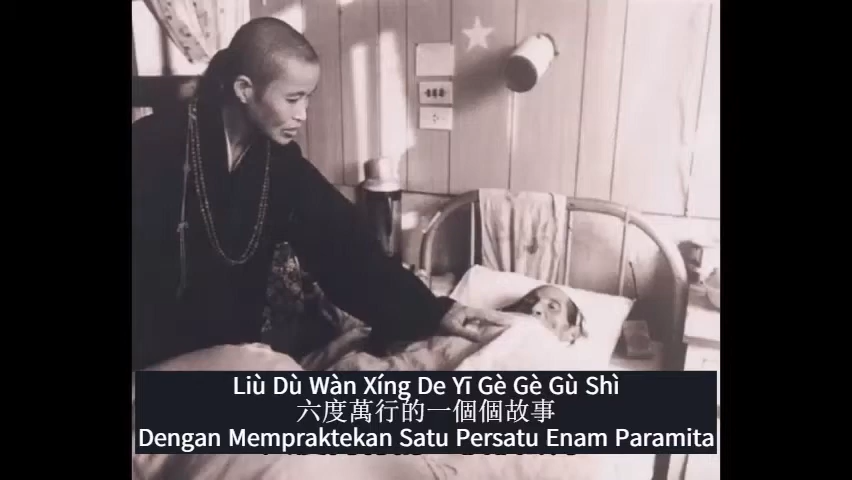 Liù Dù Wàn Xíng De Yī Gè Gè Gù Shì
六度萬行的一個個故事
Dengan Mempraktekan Satu Persatu Enam Paramita